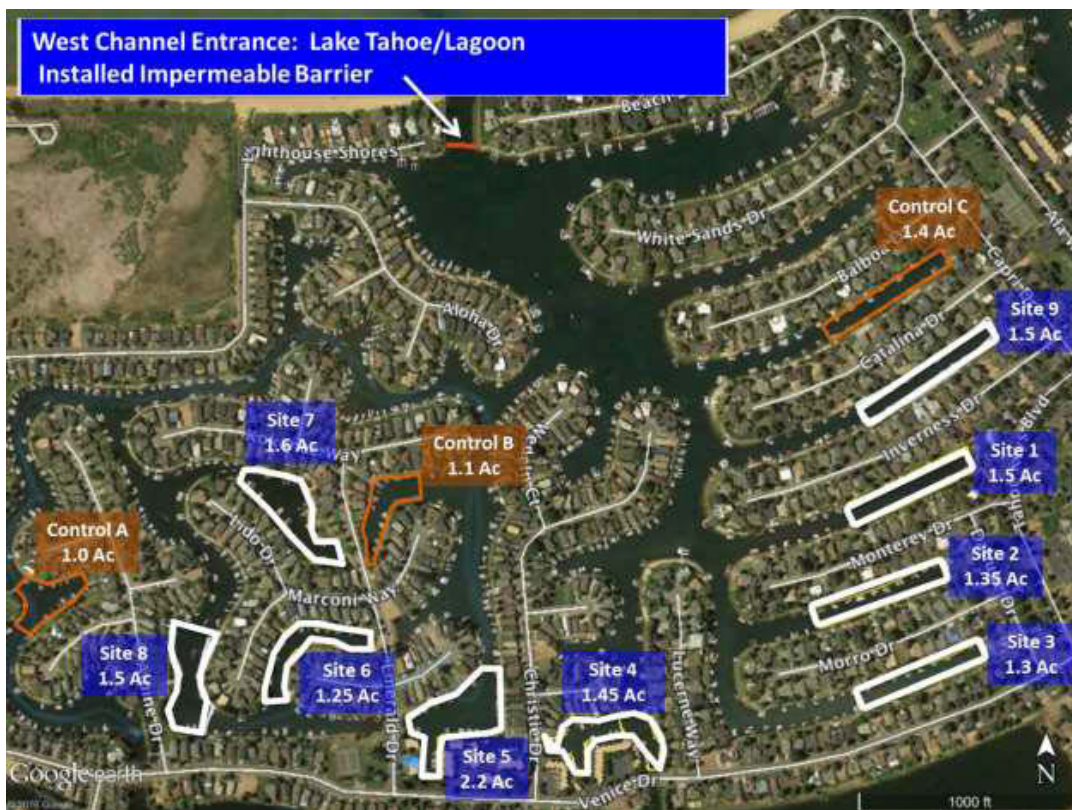 West Channel Entrance: Lake Tahoe/Lagoon
Installed Impermeable Barrier
Beach
ghthouse Shores
White Sands Dr
Control C
1.4 Ac
Balboa
Aloha Dr
Catalina Dr
Site 9
1.5 Ac
Site 7
1.6 Ac
Way
Control B
1.1 Ac
Inverness Dr
Blvd
Site 1
1.5 Ac
Control A
1.0 Ac
Indo Dr
Monterey Dr
Marconi Way
Site 2
1.35 Ac
Site 8
1.5 Ac
Site 6
1.25 Ac
Site 4
1.45 Ac
Morro Dr
Site 3
1.3 Ac
Christie Dr
Lucerne Way
Site 5
2.2 Ac
Venice Dr
Google earth
N
1000 ft